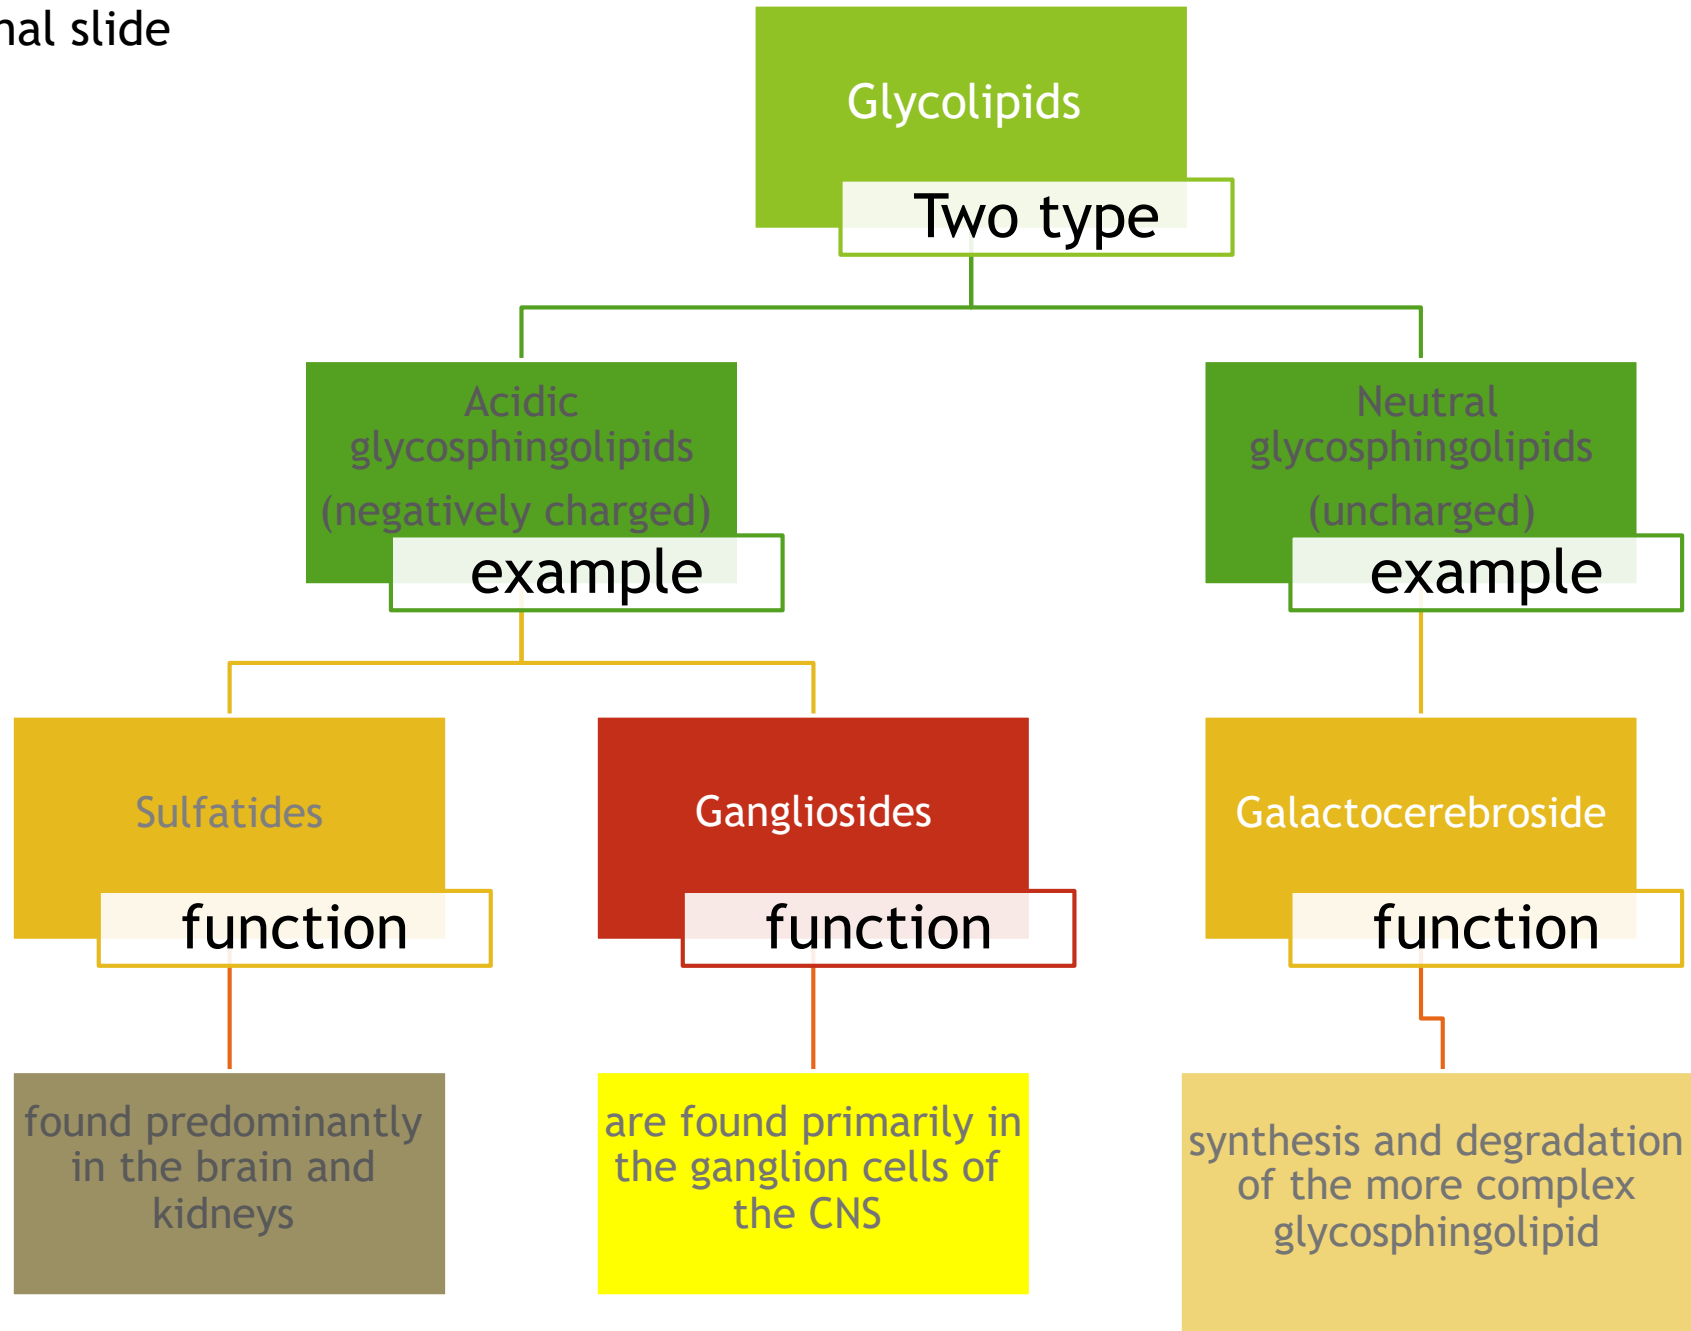 nal slide
Glycolipids
Two type
Acidic
glycosphingolipids
(negatively charged)
example
Neutral
glycosphingolipids
(uncharged)
example
Sulfatides
function
Gangliosides
function
Galactocerebroside
function
found predominantly
in the brain and
kidneys
are found primarily in
the ganglion cells of
the CNS
synthesis and degradation
of the more complex
glycosphingolipid